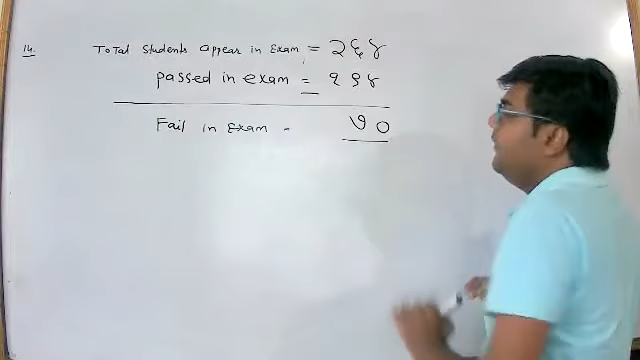 14.
Total students appear in Exam = २६४
passed in exam = १९४
Fail in Exam - ७०